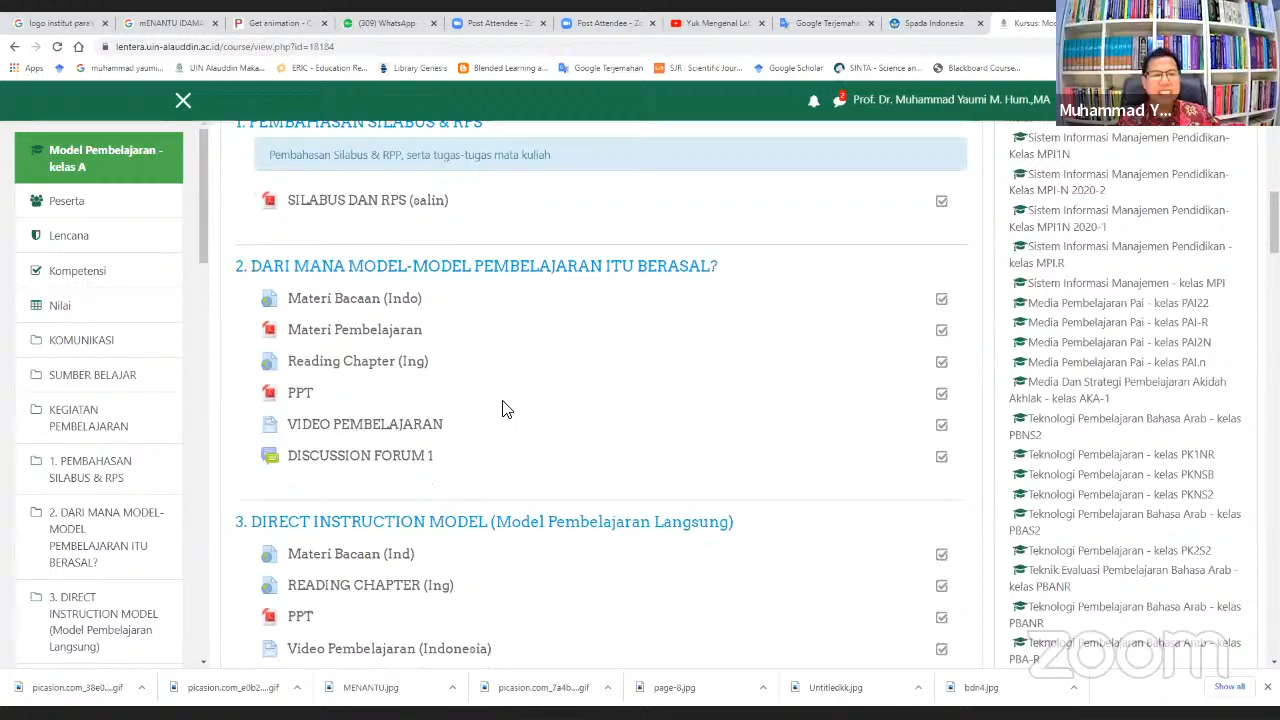 logo institut parah
mENANTU IDAMA
Get animation - C
(309) WhatsApp
Post Attendee - Z
Post Attendee - Z
Yuk Mengenal Lab
Google Terjemaha
Spada Indonesia
Kursus: Mod
lentera.uin-alauddin.ac.id/course/view.php?id=18184
Apps
muhammad yaumi...
UIN Alauddin Maka...
ERIC - Education Re...
Library Genesis
Blended Learning a...
Google Terjemahan
SJR : Scientific Jour...
Google Scholar
SINTA - Science an...
Blackboard Course...
2
Prof. Dr. Muhammad Yaumi M. Hum.,MA
Muhammad Y...
Model Pembelajaran -
kelas A
Peserta
Lencana
Kompetensi
Nilai
KOMUNIKASI
SUMBER BELAJAR
KEGIATAN
PEMBELAJARAN
1. PEMBAHASAN
SILABUS & RPS
2. DARI MANA MODEL-
MODEL
PEMBELAJARAN ITU
BERASAL?
3. DIRECT
INSTRUCTION MODEL
(Model Pembelajaran
Langsung)
1. PEMBAHASAN SILABUS & RPS
Pembahasan Silabus & RPP, serta tugas-tugas mata kuliah
SILABUS DAN RPS (salin)
2. DARI MANA MODEL-MODEL PEMBELAJARAN ITU BERASAL?
Materi Bacaan (Indo)
Materi Pembelajaran
Reading Chapter (Ing)
PPT
VIDEO PEMBELAJARAN
DISCUSSION FORUM 1
3. DIRECT INSTRUCTION MODEL (Model Pembelajaran Langsung)
Materi Bacaan (Ind)
READING CHAPTER (Ing)
PPT
Video Pembelajaran (Indonesia)
Sistem Informasi Manajemen Pendidikan-
Kelas MPI1N
Sistem Informasi Manajemen Pendidikan-
Kelas MPI-N 2020-2
Sistem Informasi Manajemen Pendidikan-
Kelas MPI1N 2020-1
Sistem Informasi Manajemen Pendidikan -
kelas MPI.R
Sistem Informasi Manajemen - kelas MPI
Media Pembelajaran Pai - kelas PAI22
Media Pembelajaran Pai - kelas PAI-R
Media Pembelajaran Pai - kelas PAI2N
Media Pembelajaran Pai - kelas PAI.n
Media Dan Strategi Pembelajaran Akidah
Akhlak - kelas AKA-1
Teknologi Pembelajaran Bahasa Arab - kelas
PBNS2
Teknologi Pembelajaran - kelas PK1NR
Teknologi Pembelajaran - kelas PKNSB
Teknologi Pembelajaran - kelas PKNS2
Teknologi Pembelajaran Bahasa Arab - kelas
PBAS2
Teknologi Pembelajaran - kelas PK2S2
Teknik Evaluasi Pembelajaran Bahasa Arab -
kelas PBANR
Teknologi Pembelajaran Bahasa Arab - kelas
PBANR
Teknologi Pembelajaran Bahasa Arab - kelas
PBA-R
zoom
picasion.com_38e0....gif
picasion.com_e0b2....gif
MENANTU.jpg
picasion.com_7a4b....gif
page-8.jpg
Untitledkk.jpg
bdn4.jpg
Show all